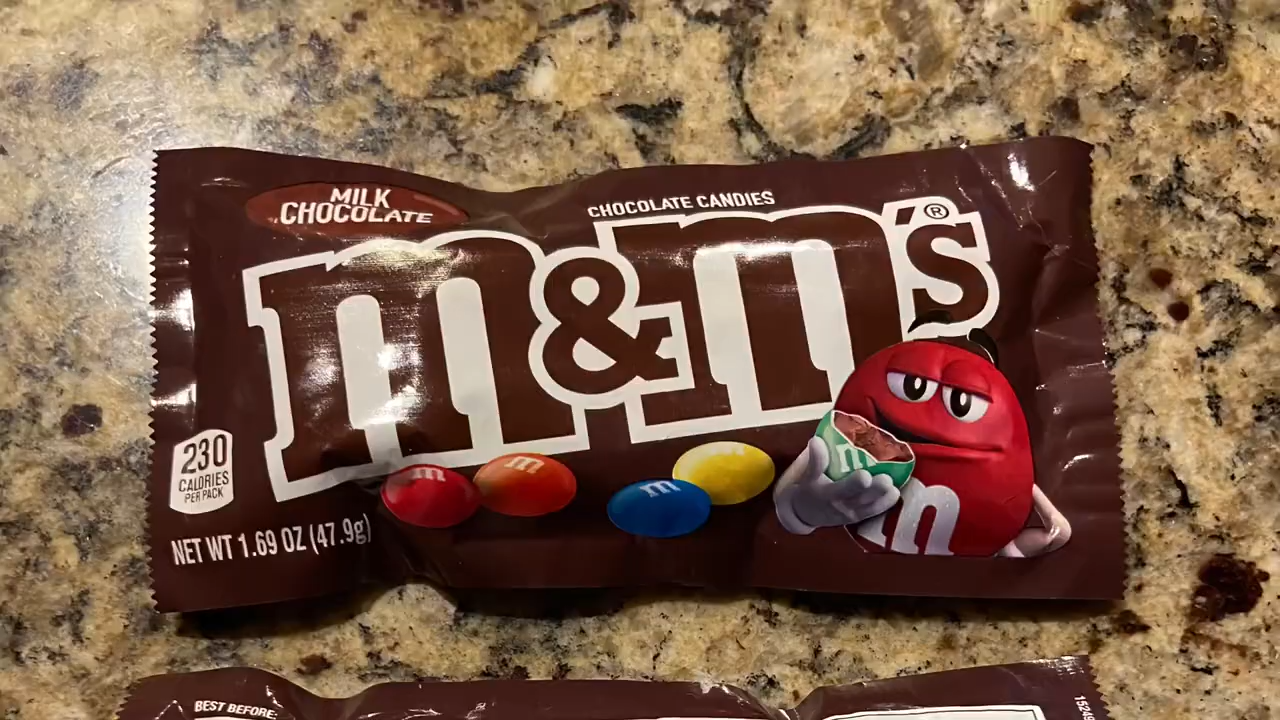 MILK
CHOCOLATE
CHOCOLATE CANDIES
m&m's®
230
CALORIES
PER PACK
NET WT 1.69 OZ (47.9g)
m
m
m
m
m
m
BEST BEFORE: